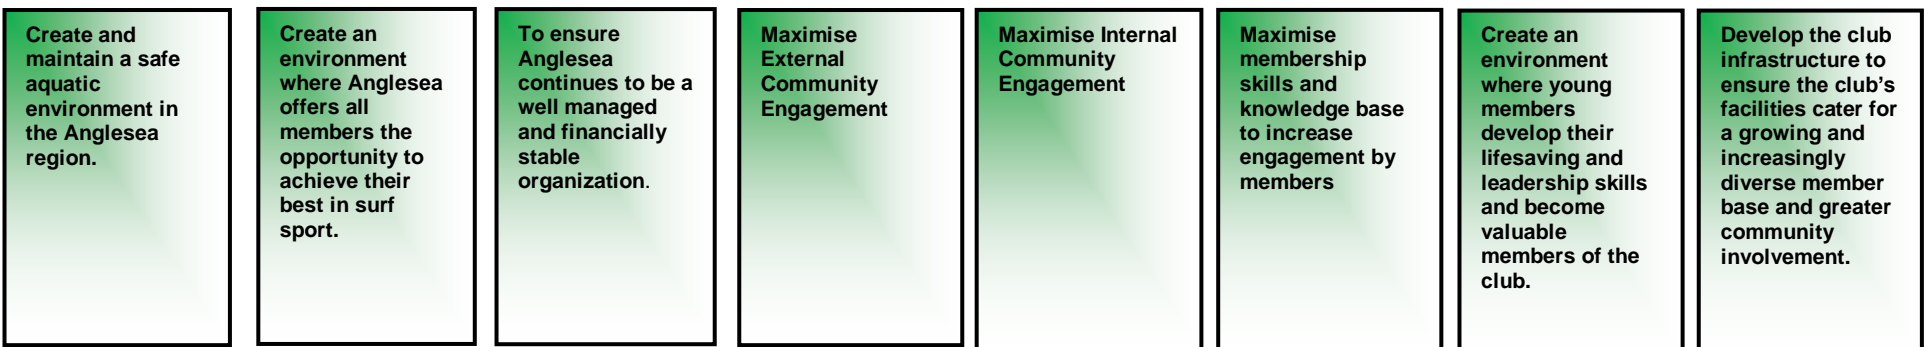 Create and
maintain a safe
aquatic
environment in
the Anglesea
region.
Create an
environment
where Anglesea
offers all
members the
opportunity to
achieve their
best in surf
sport.
To ensure
Anglesea
continues to be a
well managed
and financially
stable
organization.
Maximise
External
Community
Engagement
Maximise Internal
Community
Engagement
Maximise
membership
skills and
knowledge base
to increase
engagement by
members
Create an
environment
where young
members
develop their
lifesaving and
leadership skills
and become
valuable
members of the
club.
Develop the club
infrastructure to
ensure the club’s
facilities cater for
a growing and
increasingly
diverse member
base and greater
community
involvement.